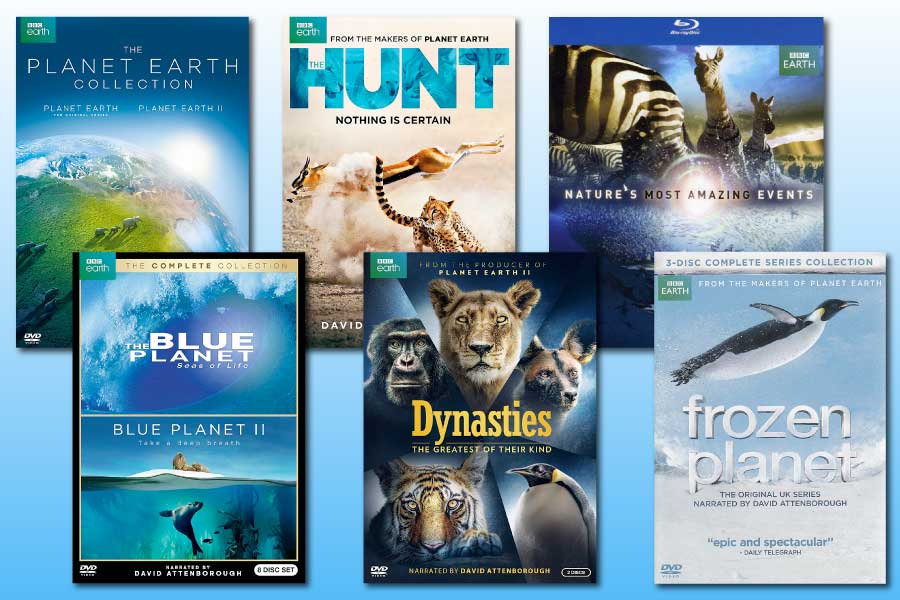 BBC
earth
THE
PLANET EARTH
COLLECTION
PLANET EARTH
THE ORIGINAL SERIES
PLANET EARTH II
DVD
VIDEO
BBC
earth
FROM THE MAKERS OF PLANET EARTH
THE
HUNT
NOTHING IS CERTAIN
DAVID
Blu-ray Disc
BBC
EARTH
NATURE'S MOST AMAZING EVENTS
BBC
earth
THE COMPLETE COLLECTION
THE BLUE
PLANET
Seas of Life
BLUE PLANET II
Take a deep breath
DVD
VIDEO
NARRATED BY
DAVID ATTENBOROUGH
8 DISC SET
BBC
earth
FROM THE PRODUCER OF
PLANET EARTH II
Dynasties
THE GREATEST OF THEIR KIND
DVD
VIDEO
NARRATED BY DAVID ATTENBOROUGH
2 DISCS
3-DISC COMPLETE SERIES COLLECTION
BBC
EARTH
FROM THE MAKERS OF PLANET EARTH
frozen
planet
THE ORIGINAL UK SERIES
NARRATED BY DAVID ATTENBOROUGH
"epic and spectacular"
- DAILY TELEGRAPH
DVD
VIDEO